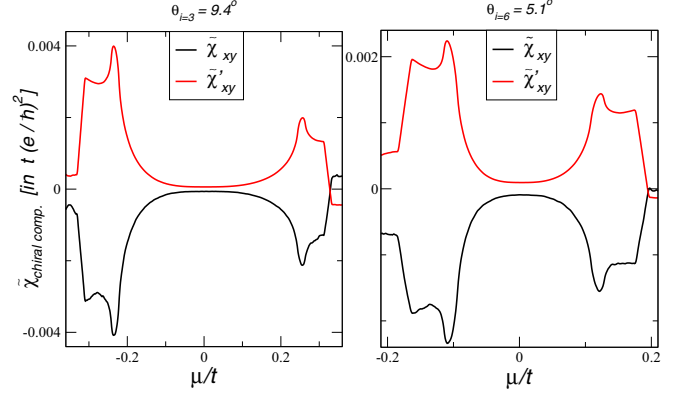 θi=3 = 9.4°
θi=6 = 5.1°
χ̃ xy
χ̃'xy
χ̃ xy
χ̃'xy
0.004
0
-0.004
0.002
0
χ̃chiral comp. [in t (e / ħ)²]
-0.2
0
0.2
-0.2
-0.1
0
0.1
0.2
μ/t
μ/t